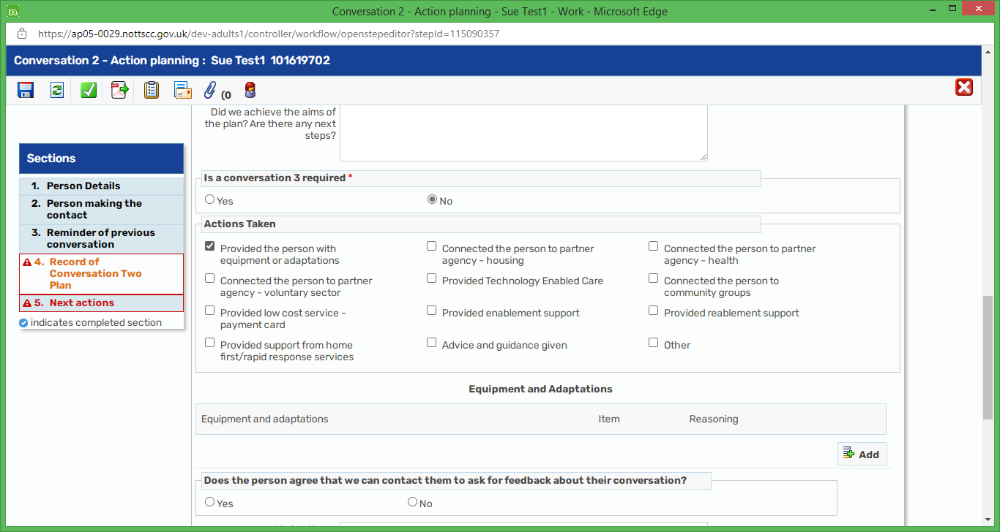 Conversation 2 - Action planning - Sue Test1 - Work - Microsoft Edge
https://ap05-0029.nottscc.gov.uk/dev-adults1/controller/workflow/openstepeditor?stepId=115090357
Conversation 2 - Action planning : Sue Test1 101619702
(0
Sections
1. Person Details
2. Person making the
contact
3. Reminder of previous
conversation
4. Record of
Conversation Two
Plan
5. Next actions
indicates completed section
Did we achieve the aims of
the plan? Are there any next
steps?
Is a conversation 3 required *
Yes No
Actions Taken
Provided the person with
equipment or adaptations
Connected the person to partner
agency - housing
Connected the person to partner
agency - health
Connected the person to partner
agency - voluntary sector
Provided Technology Enabled Care
Connected the person to
community groups
Provided low cost service -
payment card
Provided enablement support
Provided reablement support
Provided support from home
first/rapid response services
Advice and guidance given
Other
Equipment and Adaptations
Equipment and adaptations Item Reasoning
Add
Does the person agree that we can contact them to ask for feedback about their conversation?
Yes No